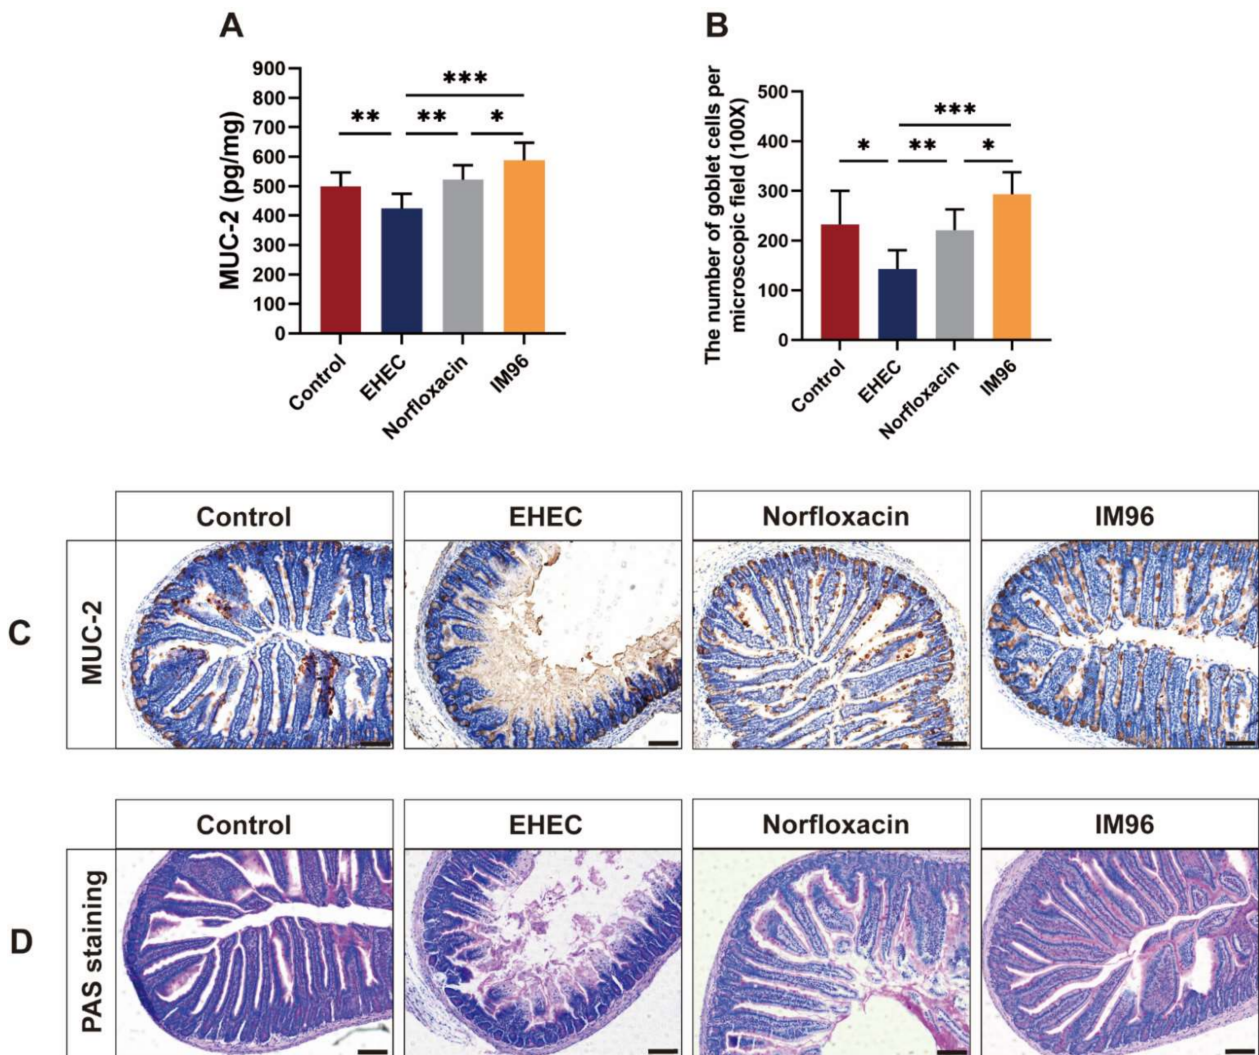 A
MUC-2 (pg/mg)
900
800
700
600
500
400
300
200
100
0
***
**
**
*
Control
EHEC
Norfloxacin
IM96
B
The number of goblet cells per
microscopic field (100X)
500
400
300
200
100
0
***
*
**
*
Control
EHEC
Norfloxacin
IM96
C
MUC-2
Control
EHEC
Norfloxacin
IM96
D
PAS staining
Control
EHEC
Norfloxacin
IM96